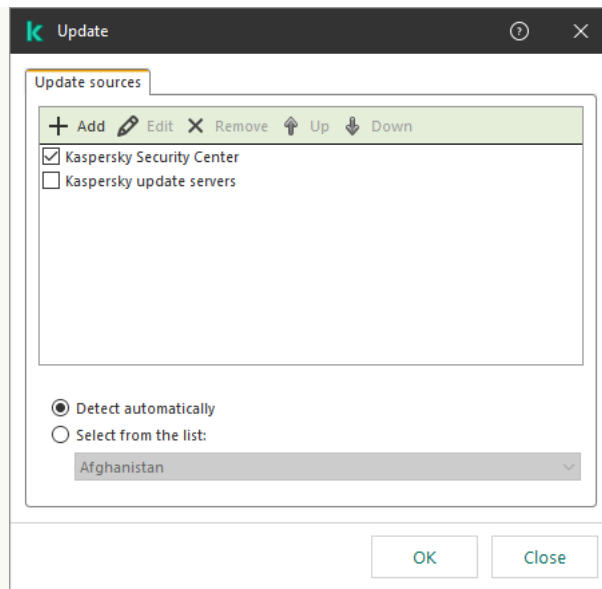 Update
Update sources
Add Edit Remove Up Down
Kaspersky Security Center
Kaspersky update servers
Detect automatically
Select from the list:
Afghanistan
OK Close